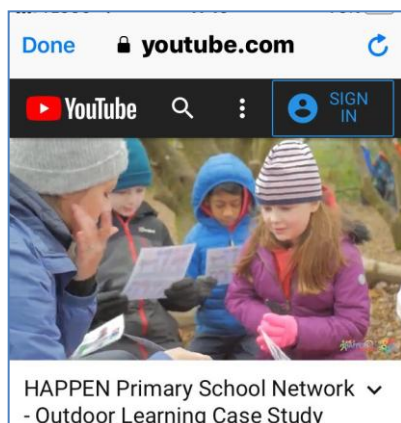 Done youtube.com
YouTube SIGN
IN
HAPPEN Primary School Network
- Outdoor Learning Case Study